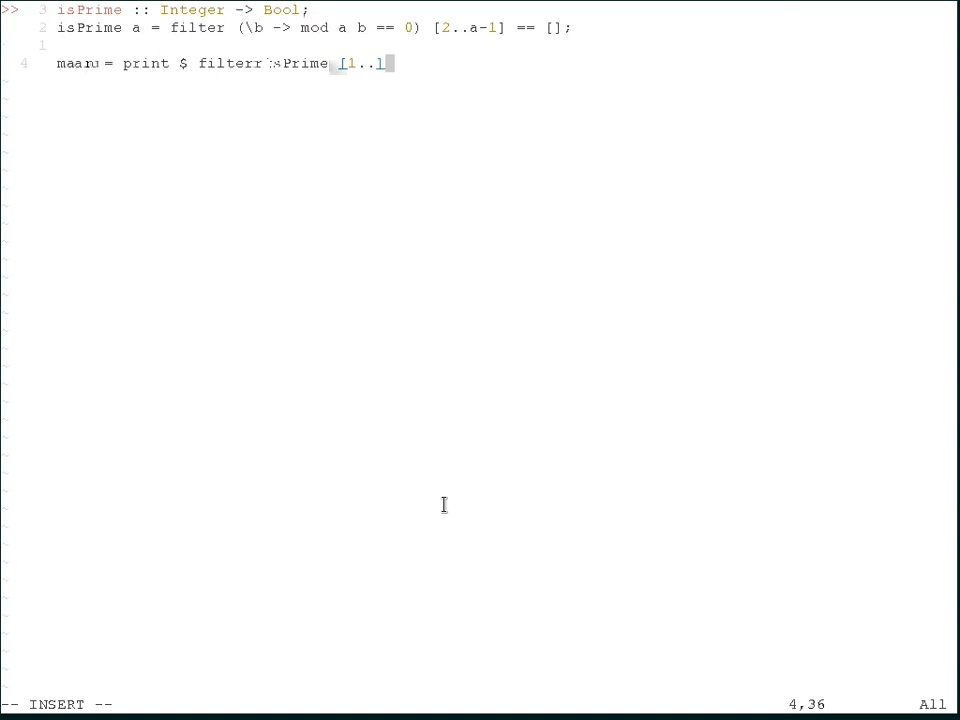 >> 3 isPrime :: Integer -> Bool;
2 isPrime a = filter (\b -> mod a b == 0) [2..a-1] == [];
1
4 = print $ isPrime [1..]
-- INSERT -- 4,36 All